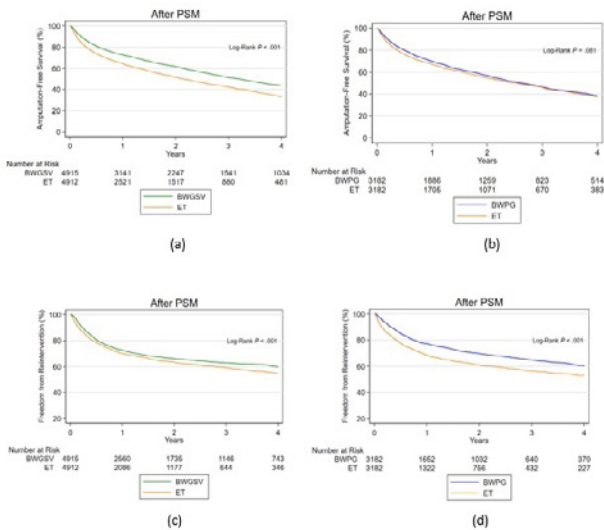 After PSM
Amputation-Free Survival (%)
100
80
60
40
20
0
Log-Rank P < .001
0 1 2 3 4
Years
Number at Risk
BWGSV 4915 3141 2247 1541 1034
ET 4912 2521 1517 880 481
BWGSV
ET
(a)
After PSM
Amputation-Free Survival (%)
100
80
60
40
20
0
Log-Rank P = .061
0 1 2 3 4
Years
Number at Risk
BWPG 3182 1886 1259 823 514
ET 3182 1705 1071 670 383
BWPG
ET
(b)
After PSM
Freedom from Reintervention (%)
100
80
60
40
20
Log-Rank P < .001
0 1 2 3 4
Years
Number at Risk
BWGSV 4915 2560 1735 1146 743
ET 4912 2086 1177 644 346
BWGSV
ET
(c)
After PSM
Freedom from Reintervention (%)
100
80
60
40
20
Log-Rank P < .001
0 1 2 3 4
Years
Number at Risk
BWPG 3182 1652 1032 640 379
ET 3182 1322 756 432 227
BWPG
ET
(d)